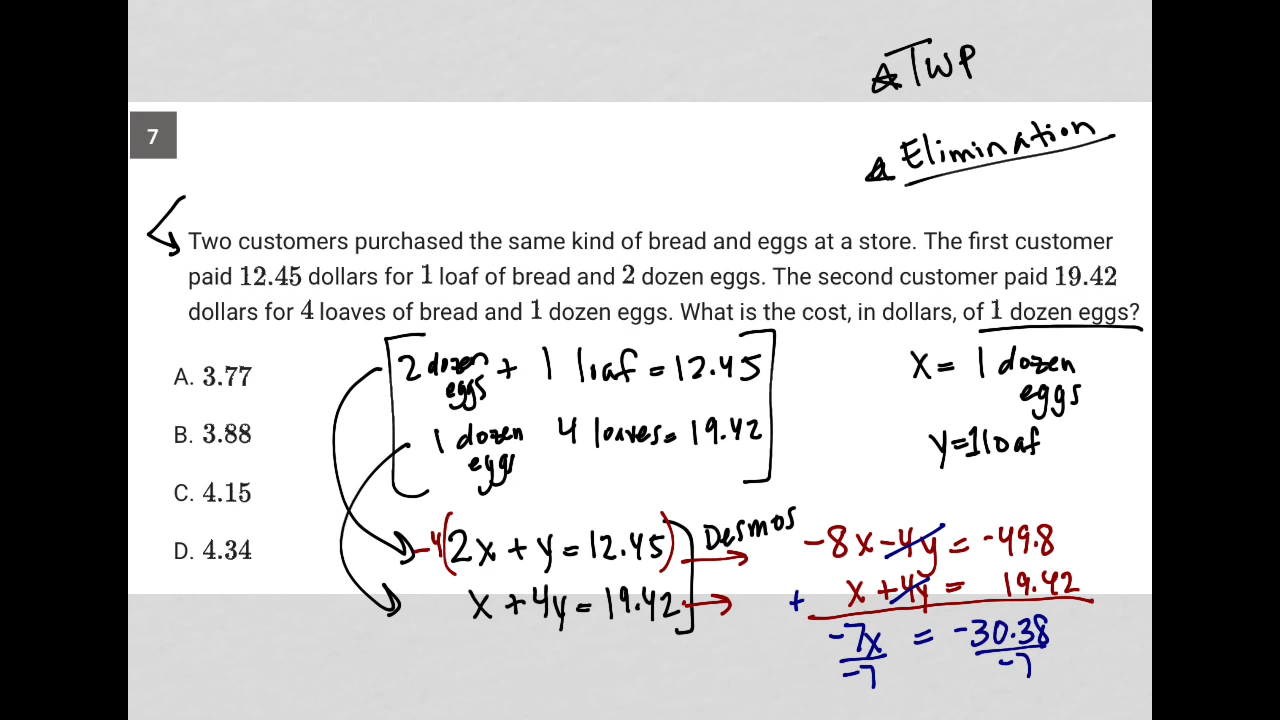 TWP
Elimination
7
Two customers purchased the same kind of bread and eggs at a store. The first customer
paid 12.45 dollars for 1 loaf of bread and 2 dozen eggs. The second customer paid 19.42
dollars for 4 loaves of bread and 1 dozen eggs. What is the cost, in dollars, of 1 dozen eggs?
A. 3.77
B. 3.88
C. 4.15
D. 4.34
2 dozen eggs + 1 loaf = 12.45
1 dozen eggs 4 loaves = 19.42
x = 1 dozen eggs
y = 1 loaf
-4(2x + y = 12.45)
x + 4y = 19.42
Desmos
-8x - 4y = -49.8
+ x + 4y = 19.42
-7x = -30.38
-7 -7